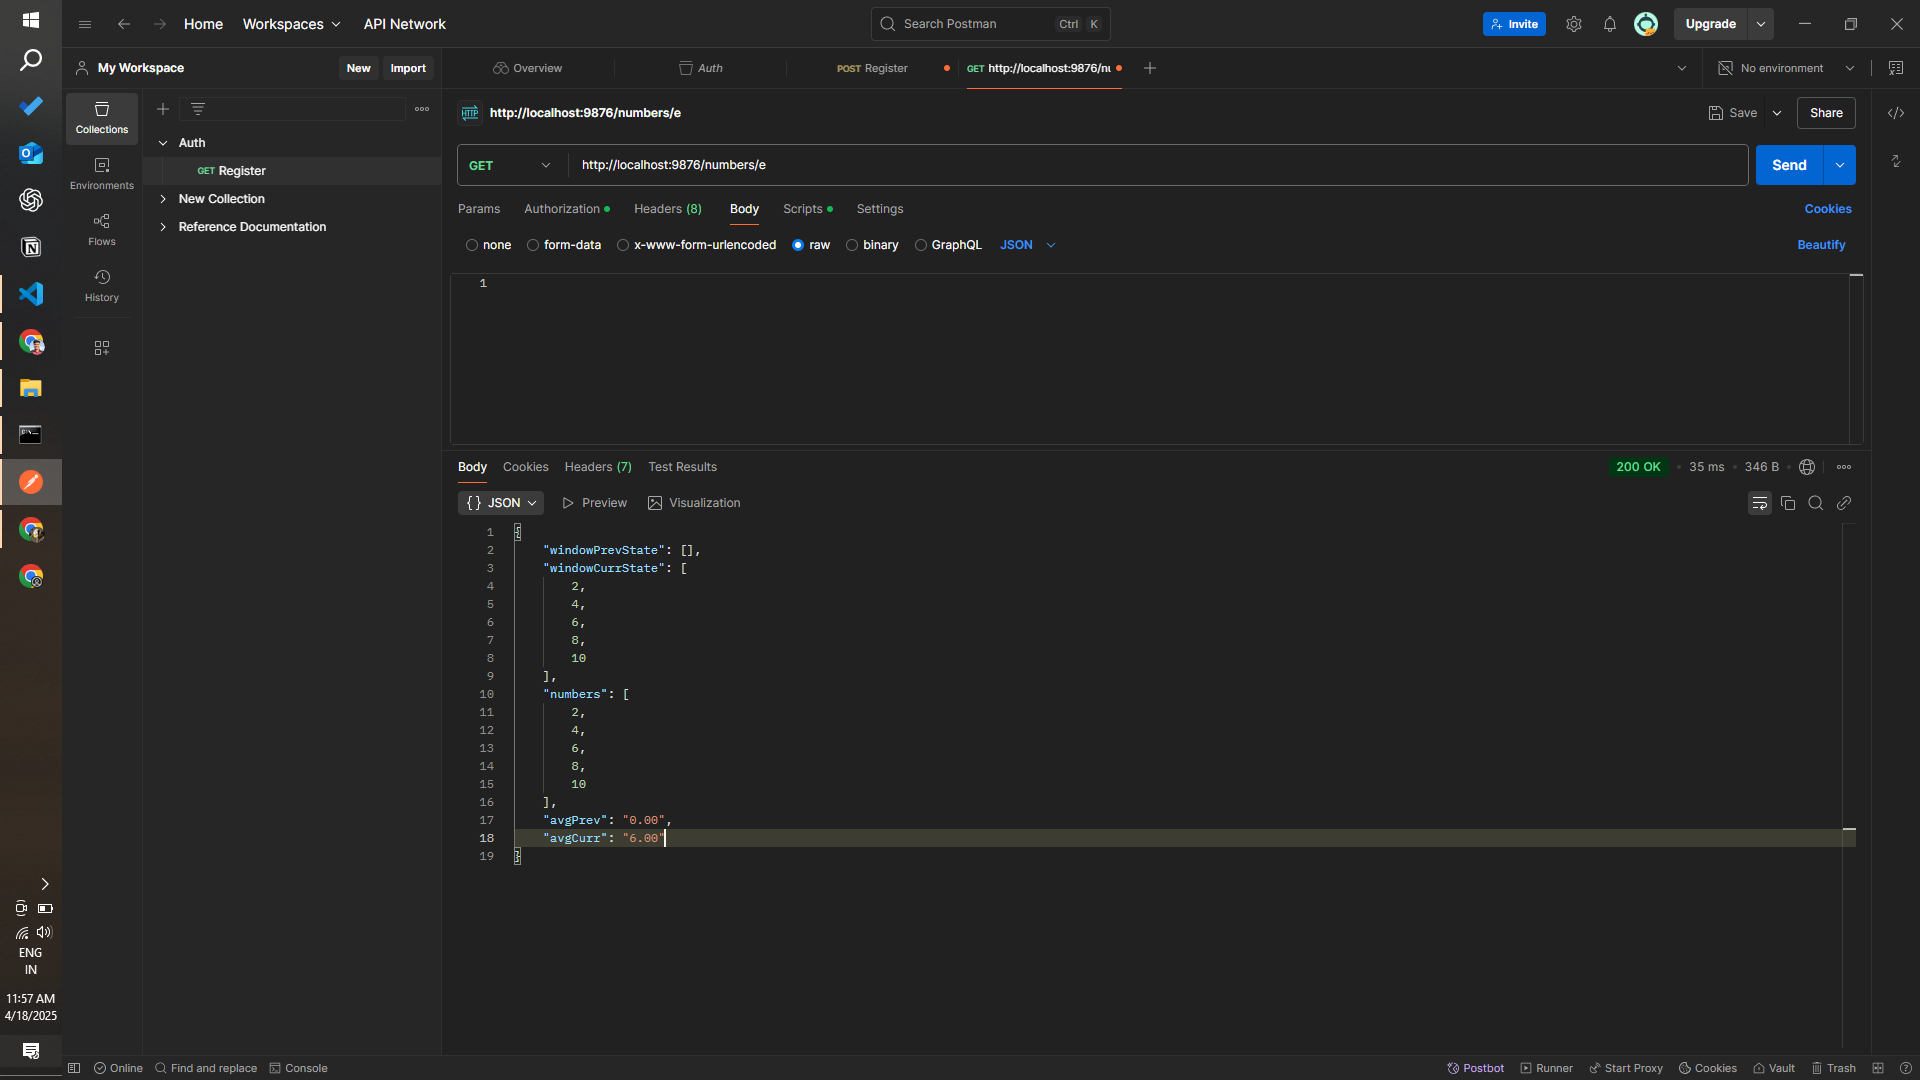 Home Workspaces API Network
Search Postman Ctrl K
Invite Upgrade
My Workspace New Import
Overview Auth POST Register GET http://localhost:9876/nu
No environment
Collections
Environments
Flows
History
Auth
GET Register
New Collection
Reference Documentation
HTTP http://localhost:9876/numbers/e
Save Share
GET http://localhost:9876/numbers/e Send
Params Authorization Headers (8) Body Scripts Settings Cookies
none form-data x-www-form-urlencoded raw binary GraphQL JSON Beautify
1
Body Cookies Headers (7) Test Results 200 OK 35 ms 346 B
{} JSON Preview Visualization
1 {
2 "windowPrevState": [],
3 "windowCurrState": [
4 2,
5 4,
6 6,
7 8,
8 10
9 ],
10 "numbers": [
11 2,
12 4,
13 6,
14 8,
15 10
16 ],
17 "avgPrev": "0.00",
18 "avgCurr": "6.00"
19 }
ENG
IN
11:57 AM
4/18/2025
Online Find and replace Console
Postbot Runner Start Proxy Cookies Vault Trash